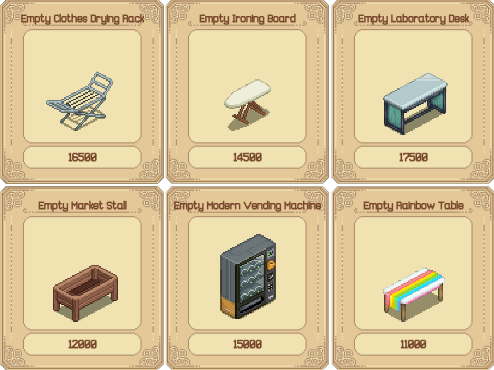 Empty Clothes Drying Rack
16500
Empty Ironing Board
14500
Empty Laboratory Desk
17500
Empty Market Stall
12000
Empty Modern Vending Machine
15000
Empty Rainbow Table
11000